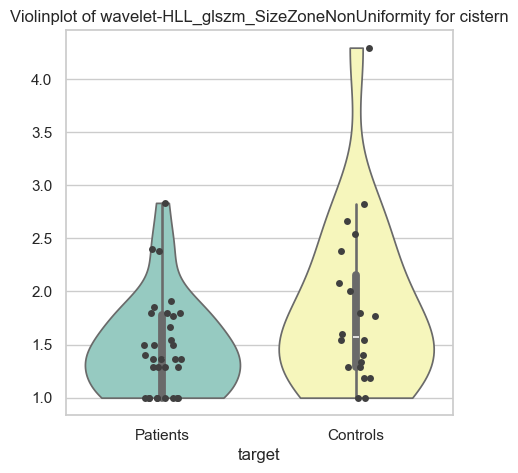 Violinplot of wavelet-HLL_glszm_SizeZoneNonUniformity for cistern
4.0
3.5
3.0
2.5
2.0
1.5
1.0
Patients Controls
target